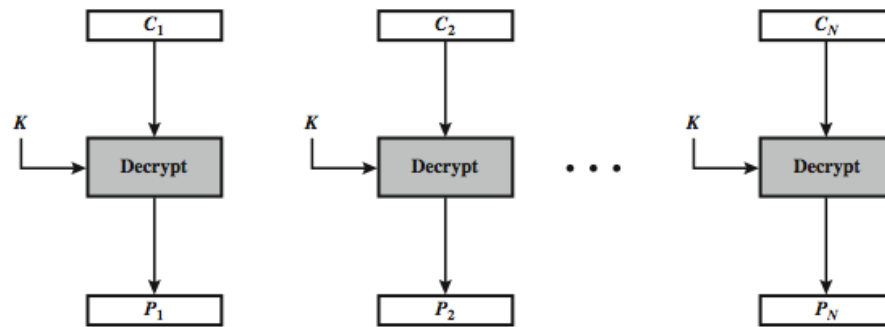 C1 C2 CN
K K K
Decrypt Decrypt • • • Decrypt
P1 P2 PN